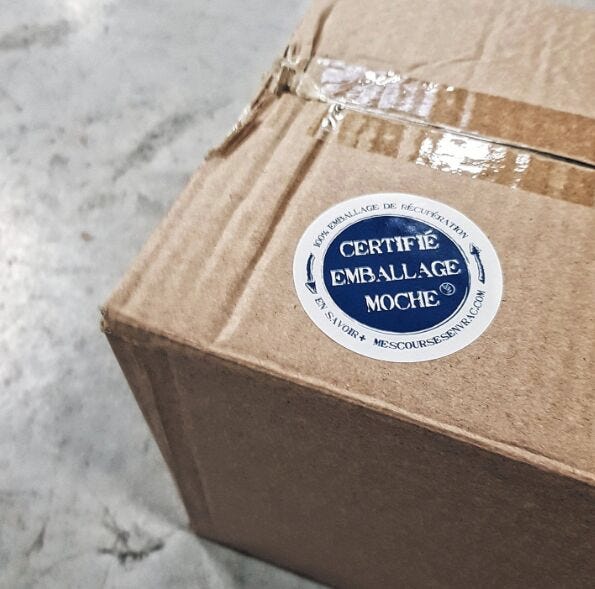 100% EMBALLAGE DE RÉCUPÉRATION
CERTIFIÉ
EMBALLAGE
MOCHE
EN SAVOIR+ MESCOURSESENVRAC.COM